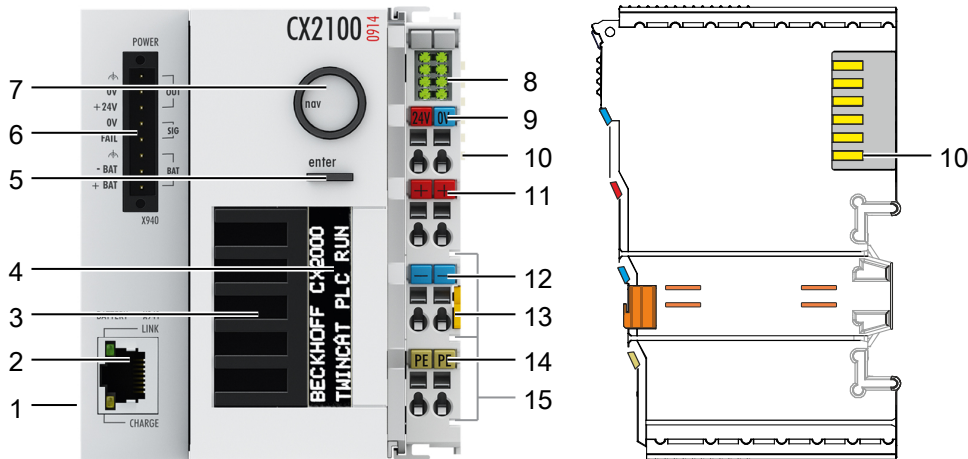 CX2100 0914
POWER
0V
+24V
OUT
0V
FAIL
SIG
- BAT
+ BAT
BAT
X940
nav
enter
BECKHOFF CX2000
TWINCAT PLC RUN
LINK
CHARGE
24V 0V
+ +
− −
PE PE
7
6
5
4
3
2
1
8
9
10
11
12
13
14
15
10